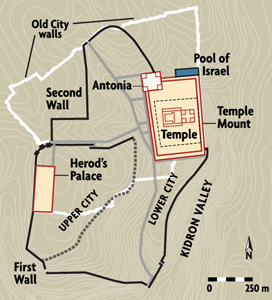 Old City
walls
Pool of
Israel
Antonia
Second
Wall
Temple
Mount
Temple
Herod's
Palace
UPPER CITY
LOWER CITY
KIDRON VALLEY
First
Wall
N
0 250 m